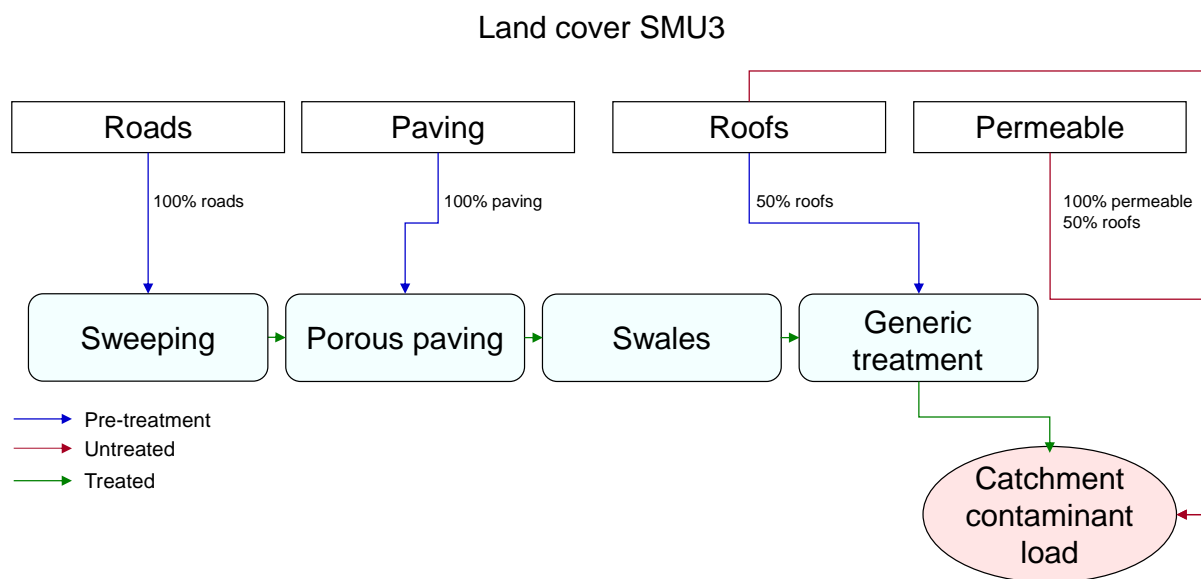 Land cover SMU3
Roads
Paving
Roofs
Permeable
100% roads
100% paving
50% roofs
100% permeable
50% roofs
Sweeping
Porous paving
Swales
Generic
treatment
Pre-treatment
Untreated
Treated
Catchment
contaminant
load